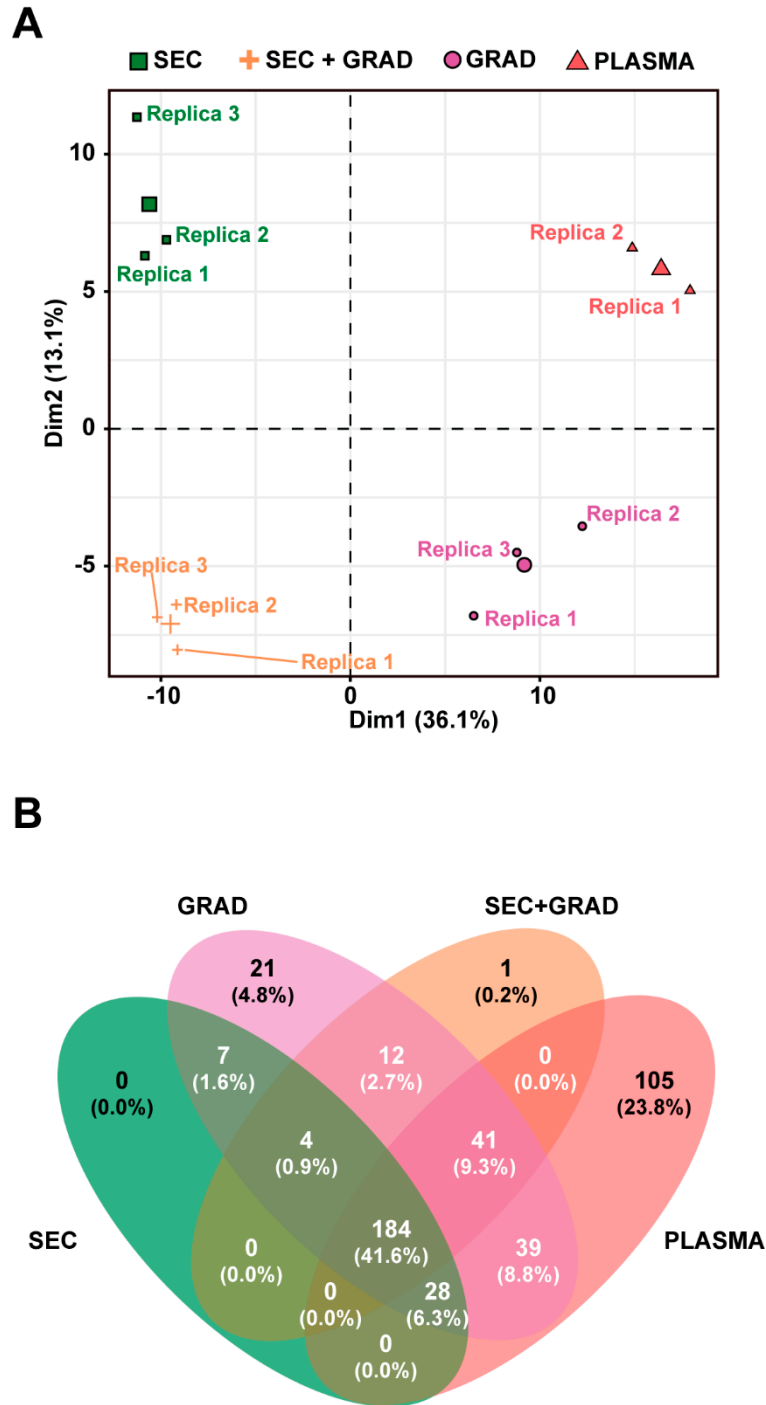 A
SEC SEC + GRAD GRAD PLASMA
Replica 3
10
Replica 2
Replica 2
Replica 1
5
Replica 1
Dim2 (13.1%)
0
Replica 2
Replica 3
-5
Replica 3
Replica 2
Replica 1
Replica 1
-10 0 10
Dim1 (36.1%)
B
GRAD SEC+GRAD
21
(4.8%)
1
(0.2%)
7
(1.6%)
12
(2.7%)
0
(0.0%)
0
(0.0%)
105
(23.8%)
4
(0.9%)
41
(9.3%)
SEC
184
(41.6%)
PLASMA
0
(0.0%)
39
(8.8%)
0
(0.0%)
28
(6.3%)
0
(0.0%)